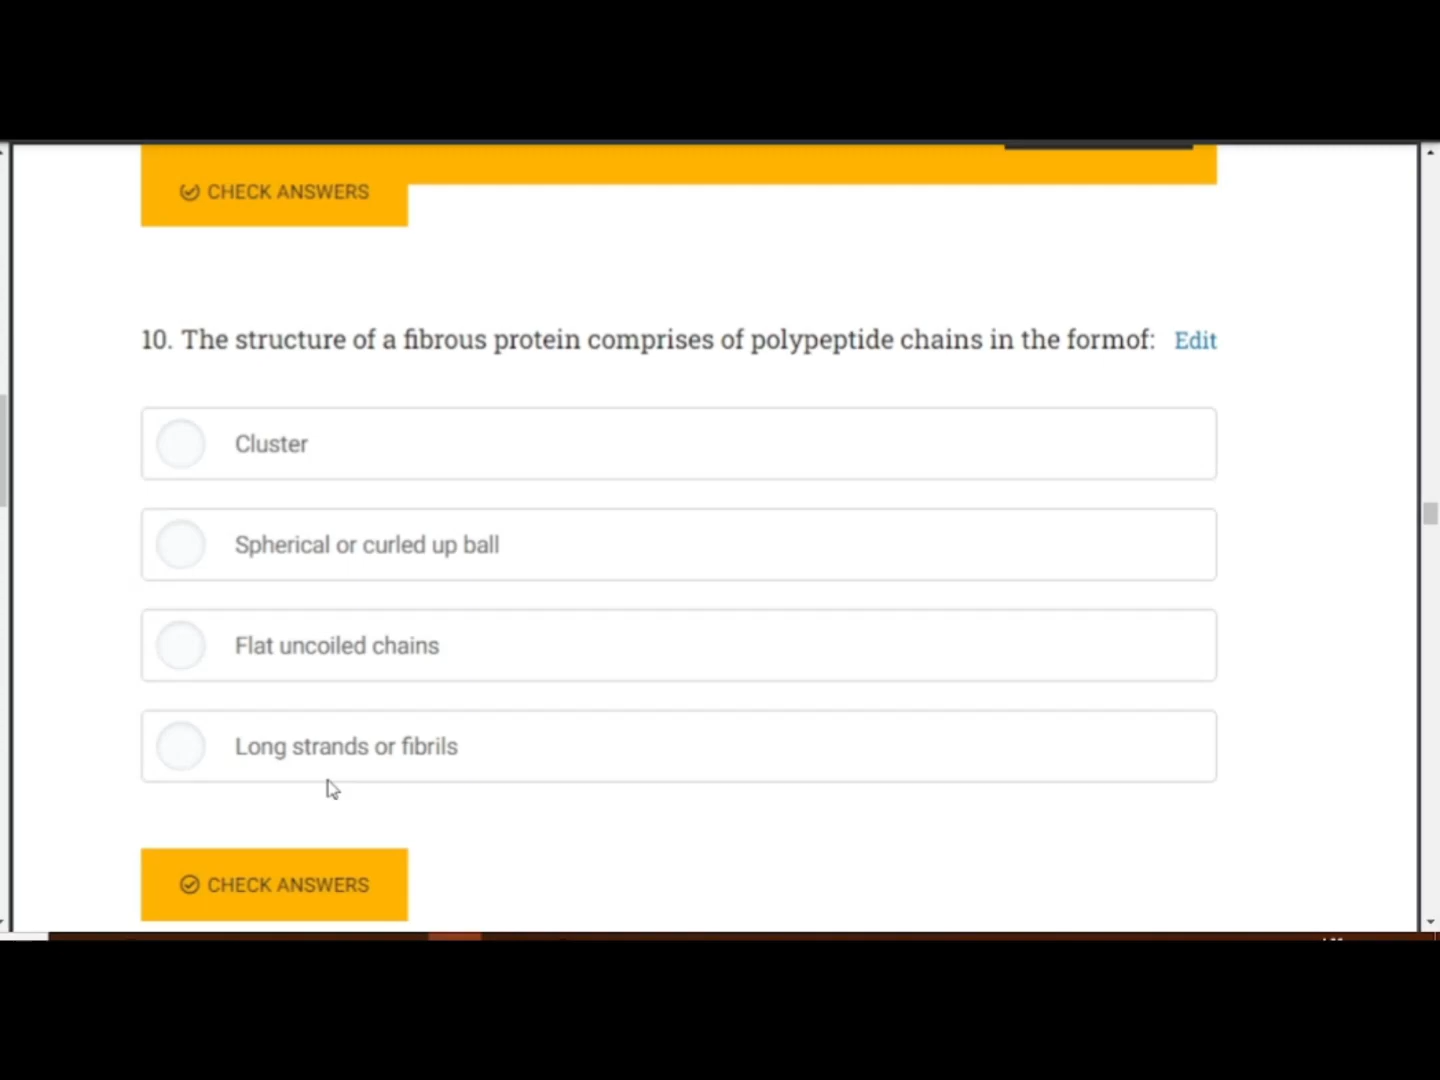 CHECK ANSWERS
10. The structure of a fibrous protein comprises of polypeptide chains in the formof: Edit
Cluster
Spherical or curled up ball
Flat uncoiled chains
Long strands or fibrils
CHECK ANSWERS